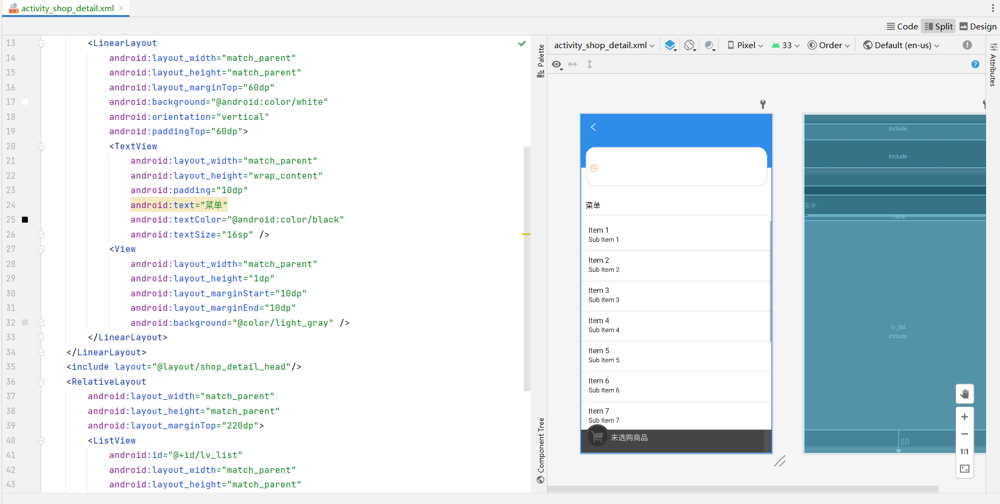 activity_shop_detail.xml
Code Split Design
13 <LinearLayout
14 android:layout_width="match_parent"
15 android:layout_height="match_parent"
16 android:layout_marginTop="60dp"
17 android:background="@android:color/white"
18 android:orientation="vertical"
19 android:paddingTop="60dp">
20 <TextView
21 android:layout_width="match_parent"
22 android:layout_height="wrap_content"
23 android:padding="10dp"
24 android:text="菜单"
25 android:textColor="@android:color/black"
26 android:textSize="16sp" />
27 <View
28 android:layout_width="match_parent"
29 android:layout_height="1dp"
30 android:layout_marginStart="10dp"
31 android:layout_marginEnd="10dp"
32 android:background="@color/light_gray" />
33 </LinearLayout>
34 </LinearLayout>
35 <include layout="@layout/shop_detail_head"/>
36 <RelativeLayout
37 android:layout_width="match_parent"
38 android:layout_height="match_parent"
39 android:layout_marginTop="220dp">
40 <ListView
41 android:id="@+id/lv_list"
42 android:layout_width="match_parent"
43 android:layout_height="match_parent"
Palette
Component Tree
activity_shop_detail.xml Pixel 33 Order Default (en-us)
Attributes
菜单
Item 1
Sub Item 1
Item 2
Sub Item 2
Item 3
Sub Item 3
Item 4
Sub Item 4
Item 5
Sub Item 5
Item 6
Sub Item 6
Item 7
Sub Item 7
未选购商品
include
include
菜单
View
lv_list
include
50
1:1